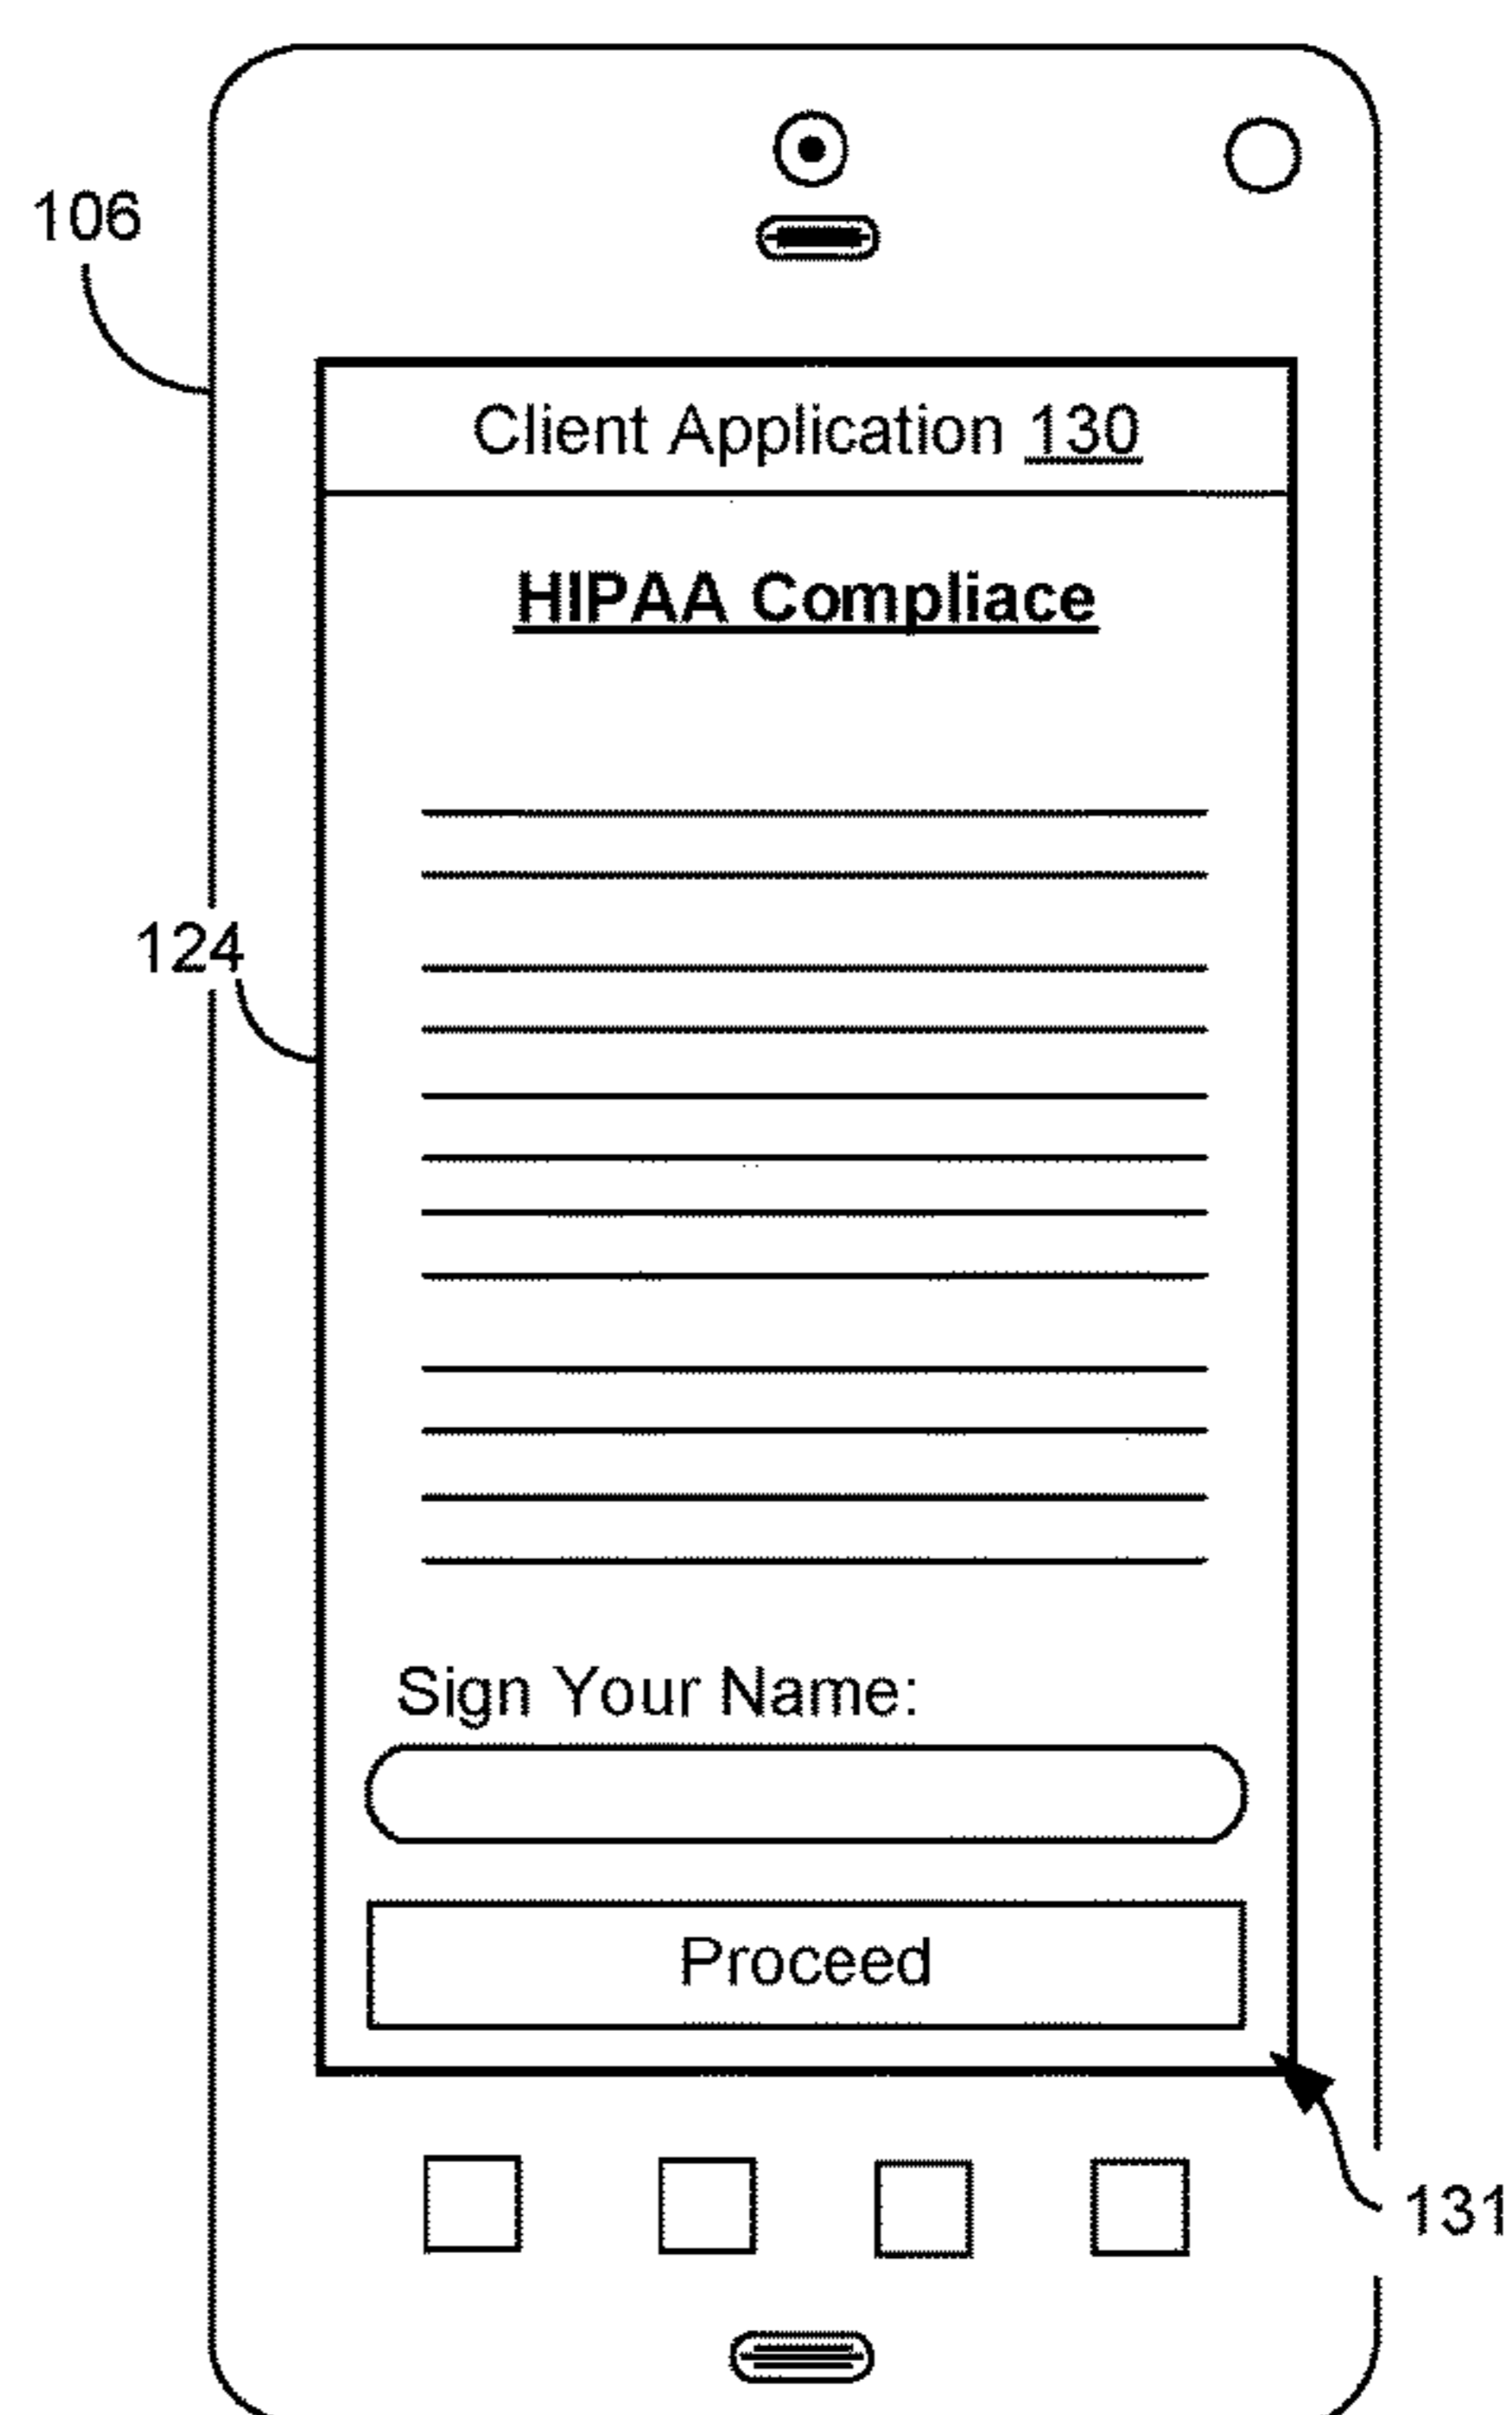 106
Client Application 130
HIPAA Compliace
124
Sign Your Name:
Proceed
131